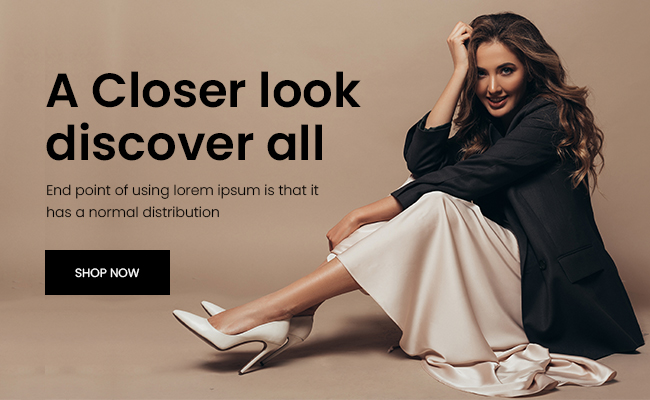 A Closer look
discover all
End point of using lorem ipsum is that it
has a normal distribution
SHOP NOW